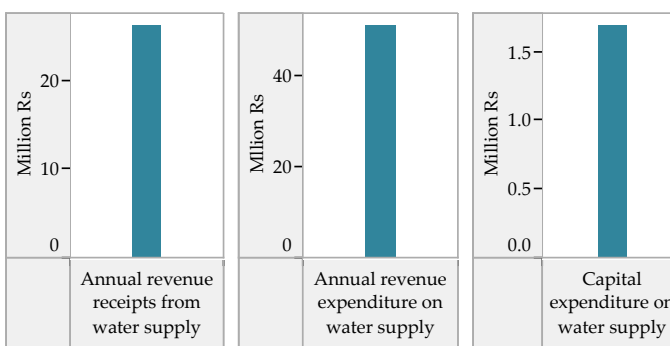 Million Rs
20
10
0
Annual revenue
receipts from
water supply
Mllion Rs
40
20
0
Annual revenue
expenditure on
water supply
Million Rs
1.5
1.0
0.5
0.0
Capital
expenditure on
water supply